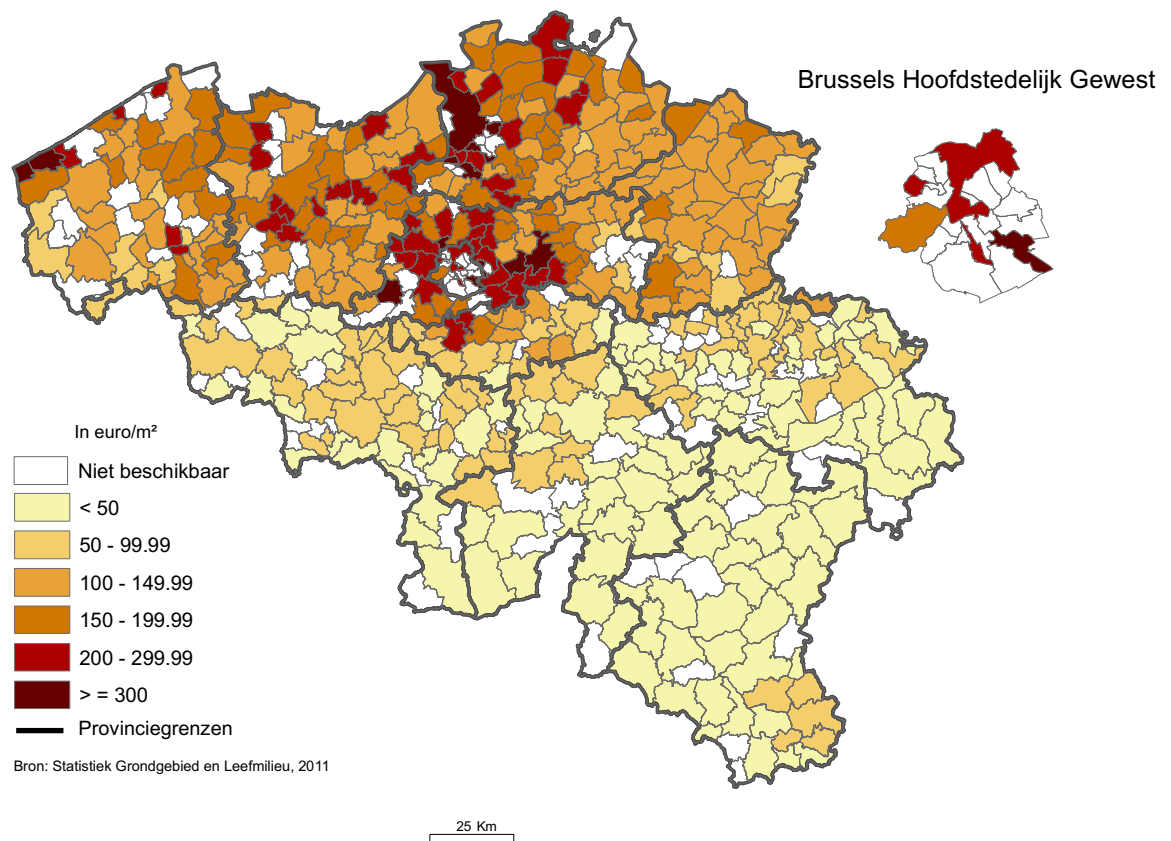 Brussels Hoofdstedelijk Gewest
In euro/m²
Niet beschikbaar
< 50
50 - 99.99
100 - 149.99
150 - 199.99
200 - 299.99
> = 300
Provinciegrenzen
Bron: Statistiek Grondgebied en Leefmilieu, 2011
25 Km